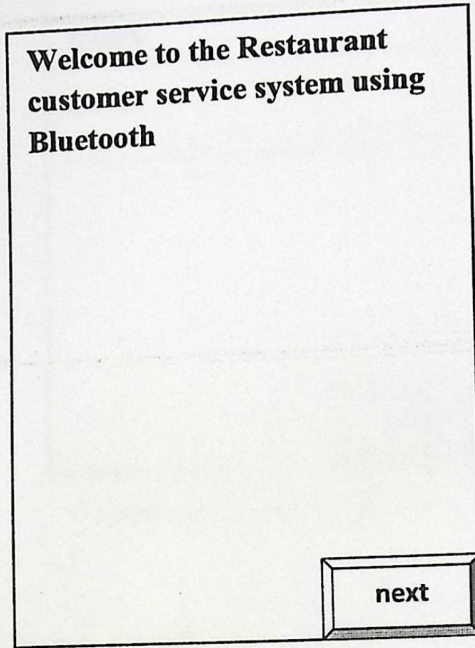 Welcome to the Restaurant
customer service system using
Bluetooth
next